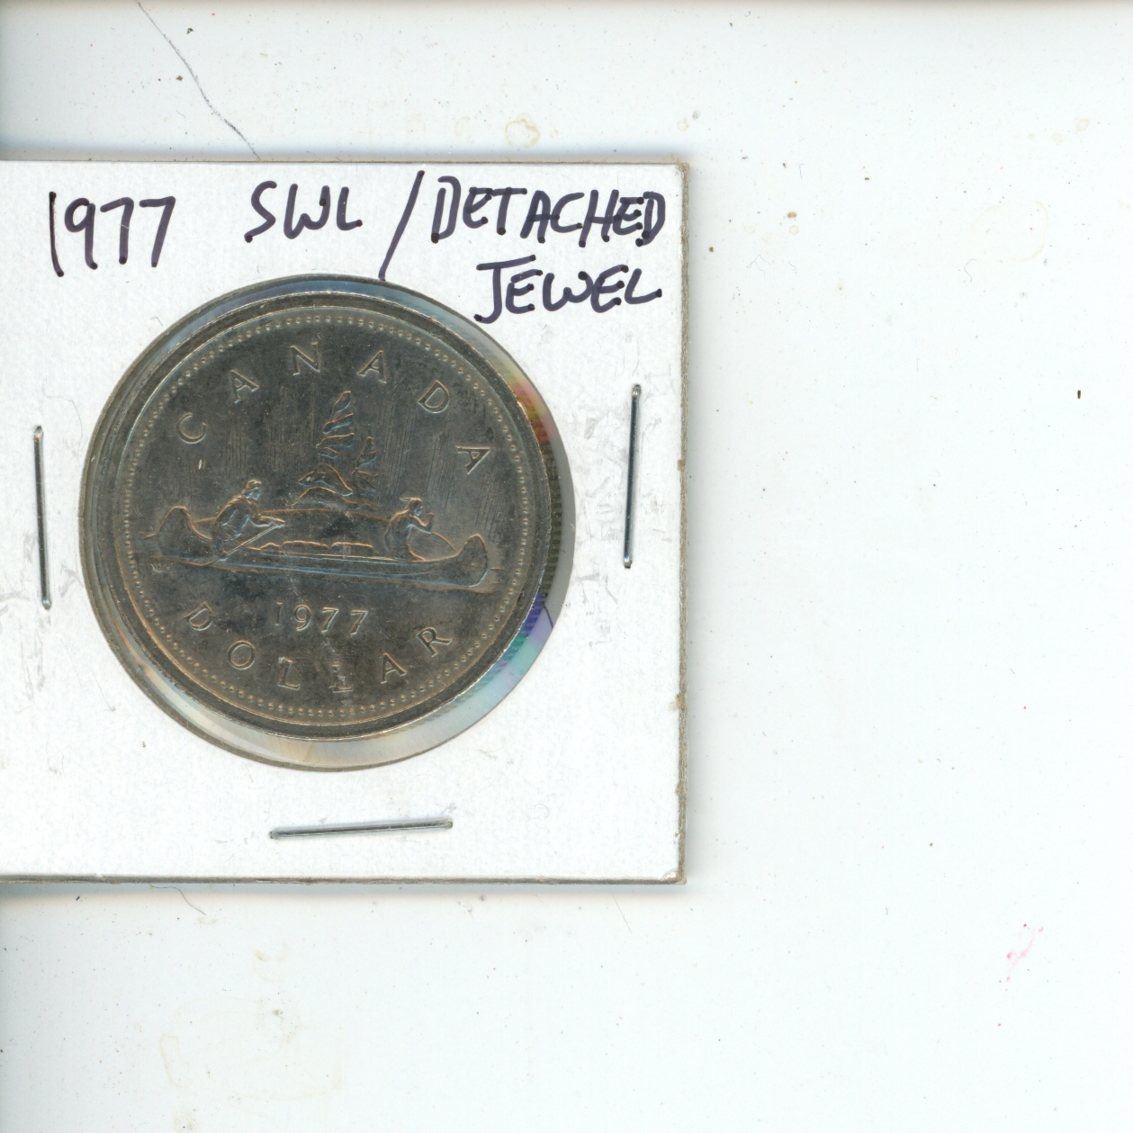 1977 SWL / DETACHED
JEWEL
CANADA
1977
DOLLAR